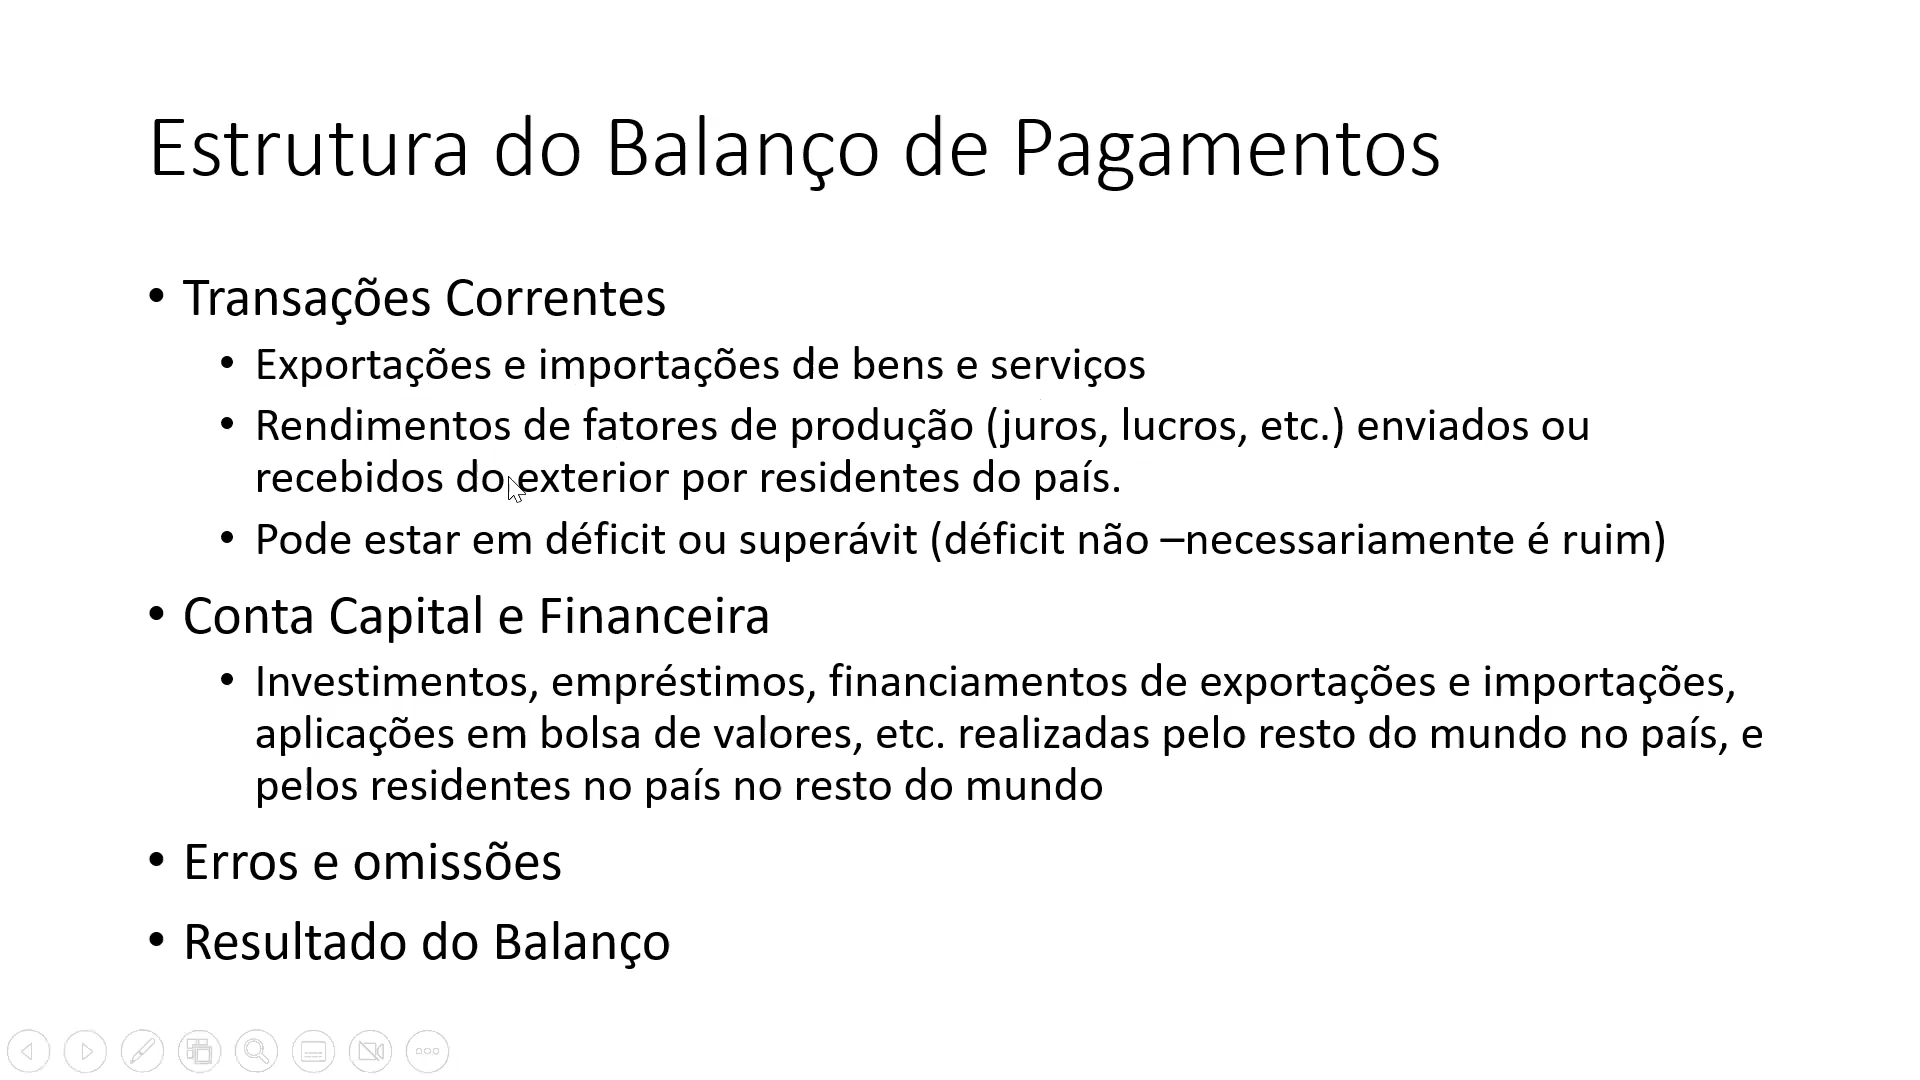 Estrutura do Balanço de Pagamentos
• Transações Correntes
• Exportações e importações de bens e serviços
• Rendimentos de fatores de produção (juros, lucros, etc.) enviados ou
recebidos do exterior por residentes do país.
• Pode estar em déficit ou superávit (déficit não –necessariamente é ruim)
• Conta Capital e Financeira
• Investimentos, empréstimos, financiamentos de exportações e importações,
aplicações em bolsa de valores, etc. realizadas pelo resto do mundo no país, e
pelos residentes no país no resto do mundo
• Erros e omissões
• Resultado do Balanço